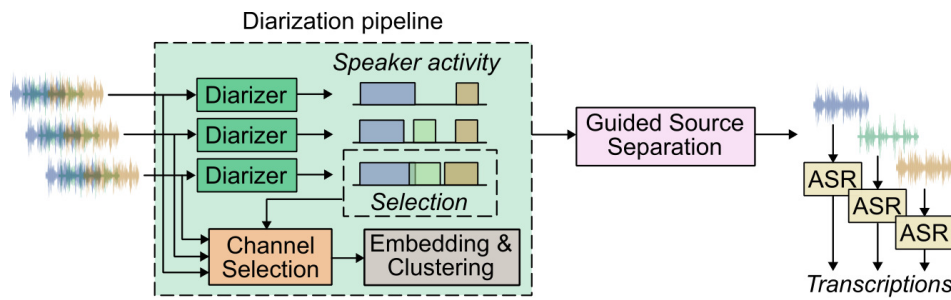 Diarization pipeline
Speaker activity
Diarizer
Diarizer
Diarizer
Selection
Channel
Selection
Embedding &
Clustering
Guided Source
Separation
ASR
ASR
ASR
Transcriptions